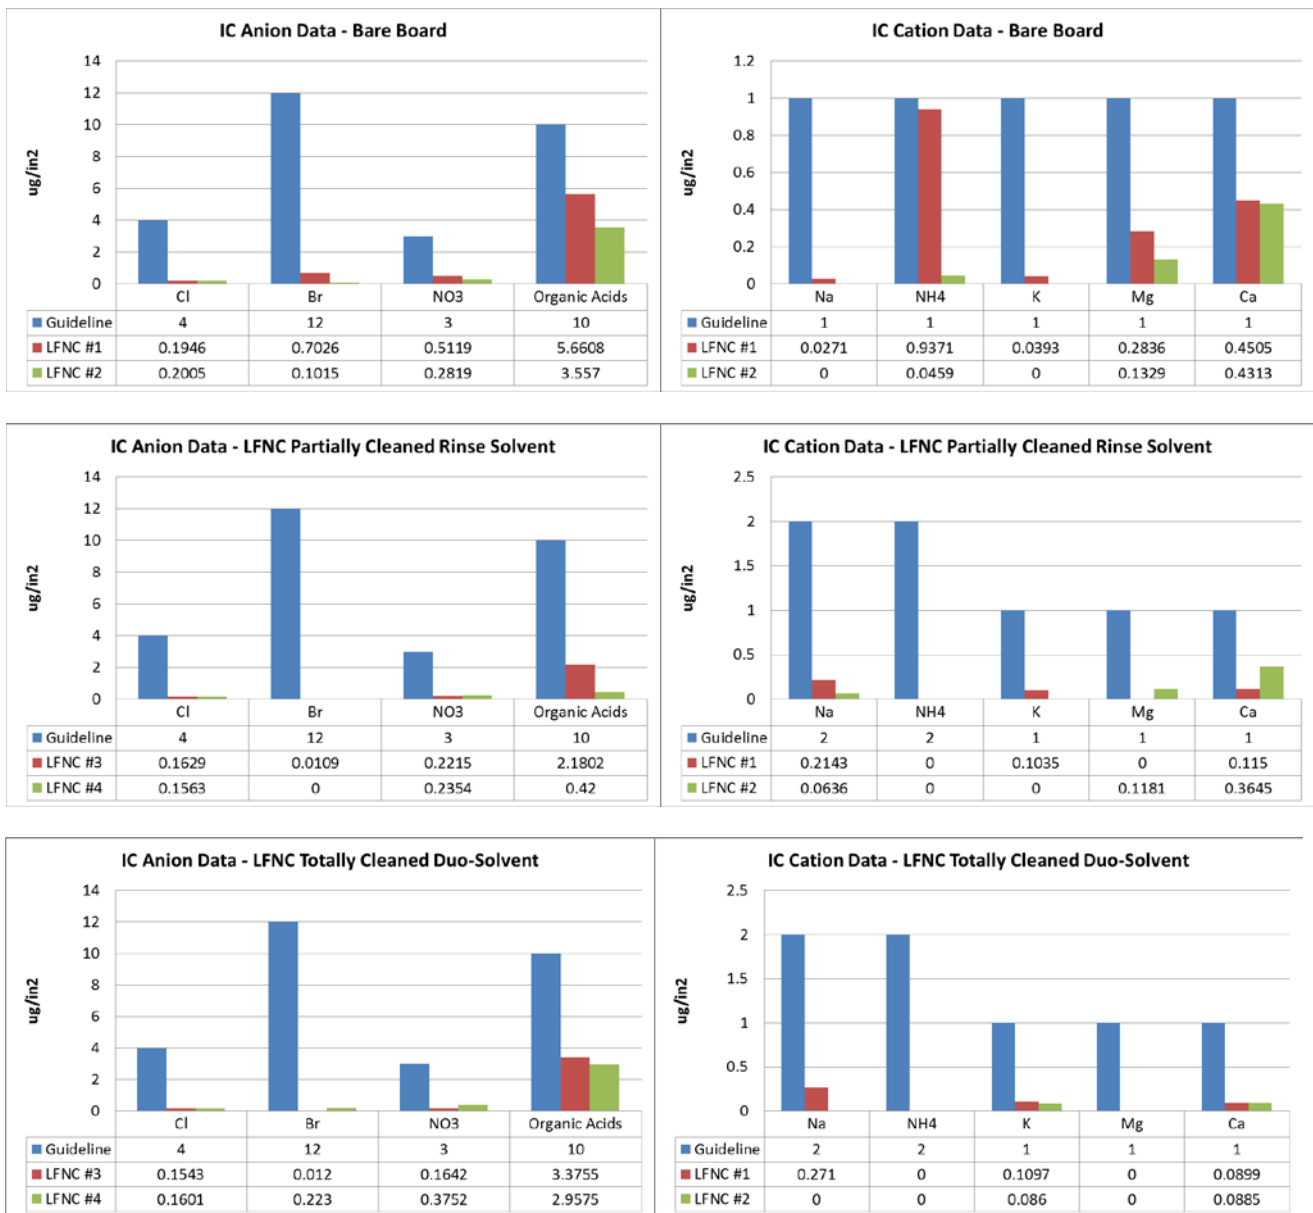 IC Anion Data - Bare Board
14
12
10
8
6
4
2
0
ug/in2
Cl Br NO3 Organic Acids
Guideline 4 12 3 10
LFNC #1 0.1946 0.7026 0.5119 5.6608
LFNC #2 0.2005 0.1015 0.2819 3.557
IC Cation Data - Bare Board
1.2
1
0.8
0.6
0.4
0.2
0
ug/in2
Na NH4 K Mg Ca
Guideline 1 1 1 1 1
LFNC #1 0.0271 0.9371 0.0393 0.2836 0.4505
LFNC #2 0 0.0459 0 0.1329 0.4313
IC Anion Data - LFNC Partially Cleaned Rinse Solvent
14
12
10
8
6
4
2
0
ug/in2
Cl Br NO3 Organic Acids
Guideline 4 12 3 10
LFNC #3 0.1629 0.0109 0.2215 2.1802
LFNC #4 0.1563 0 0.2354 0.42
IC Cation Data - LFNC Partially Cleaned Rinse Solvent
2.5
2
1.5
1
0.5
0
ug/in2
Na NH4 K Mg Ca
Guideline 2 2 1 1 1
LFNC #1 0.2143 0 0.1035 0 0.115
LFNC #2 0.0636 0 0 0.1181 0.3645
IC Anion Data - LFNC Totally Cleaned Duo-Solvent
14
12
10
8
6
4
2
0
ug/in2
Cl Br NO3 Organic Acids
Guideline 4 12 3 10
LFNC #3 0.1543 0.012 0.1642 3.3755
LFNC #4 0.1601 0.223 0.3752 2.9575
IC Cation Data - LFNC Totally Cleaned Duo-Solvent
2.5
2
1.5
1
0.5
0
ug/in2
Na NH4 K Mg Ca
Guideline 2 2 1 1 1
LFNC #1 0.271 0 0.1097 0 0.0899
LFNC #2 0 0 0.086 0 0.0885